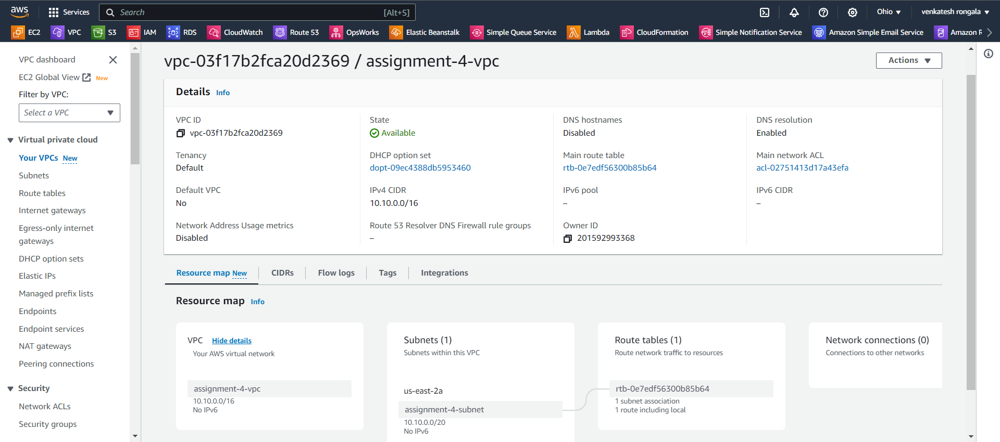 aws
Services
Search
[Alt+S]
Ohio
venkatesh rongala
EC2
VPC
S3
IAM
RDS
CloudWatch
Route 53
OpsWorks
Elastic Beanstalk
Simple Queue Service
Lambda
CloudFormation
Simple Notification Service
Amazon Simple Email Service
Amazon R
VPC dashboard
EC2 Global View New
Filter by VPC:
Select a VPC
Virtual private cloud
Your VPCs New
Subnets
Route tables
Internet gateways
Egress-only internet
gateways
DHCP option sets
Elastic IPs
Managed prefix lists
Endpoints
Endpoint services
NAT gateways
Peering connections
Security
Network ACLs
Security groups
vpc-03f17b2fca20d2369 / assignment-4-vpc
Actions
Details Info
VPC ID
vpc-03f17b2fca20d2369
State
Available
DNS hostnames
Disabled
DNS resolution
Enabled
Tenancy
Default
DHCP option set
dopt-09ec4388db5953460
Main route table
rtb-0e7edf56300b85b64
Main network ACL
acl-02751413d17a43efa
Default VPC
No
IPv4 CIDR
10.10.0.0/16
IPv6 pool
–
IPv6 CIDR
–
Network Address Usage metrics
Disabled
Route 53 Resolver DNS Firewall rule groups
–
Owner ID
201592993368
Resource map New
CIDRs
Flow logs
Tags
Integrations
Resource map Info
VPC Hide details
Your AWS virtual network
assignment-4-vpc
10.10.0.0/16
No IPv6
Subnets (1)
Subnets within this VPC
us-east-2a
assignment-4-subnet
10.10.0.0/20
No IPv6
Route tables (1)
Route network traffic to resources
rtb-0e7edf56300b85b64
1 subnet association
1 route including local
Network connections (0)
Connections to other networks